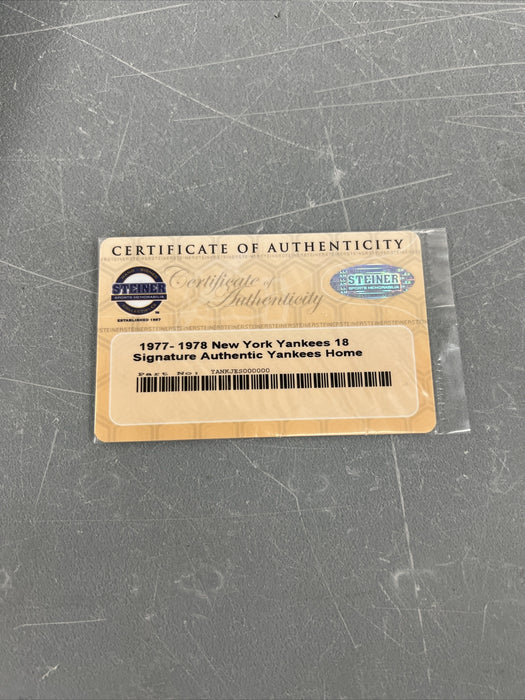 CERTIFICATE OF AUTHENTICITY
STEINER
SPORTS MEMORABILIA
ESTABLISHED 1987
Certificate of
Authenticity
STEINER
SPORTS MEMORABILIA
1977- 1978 New York Yankees 18
Signature Authentic Yankees Home
Part No: TANKJES000000